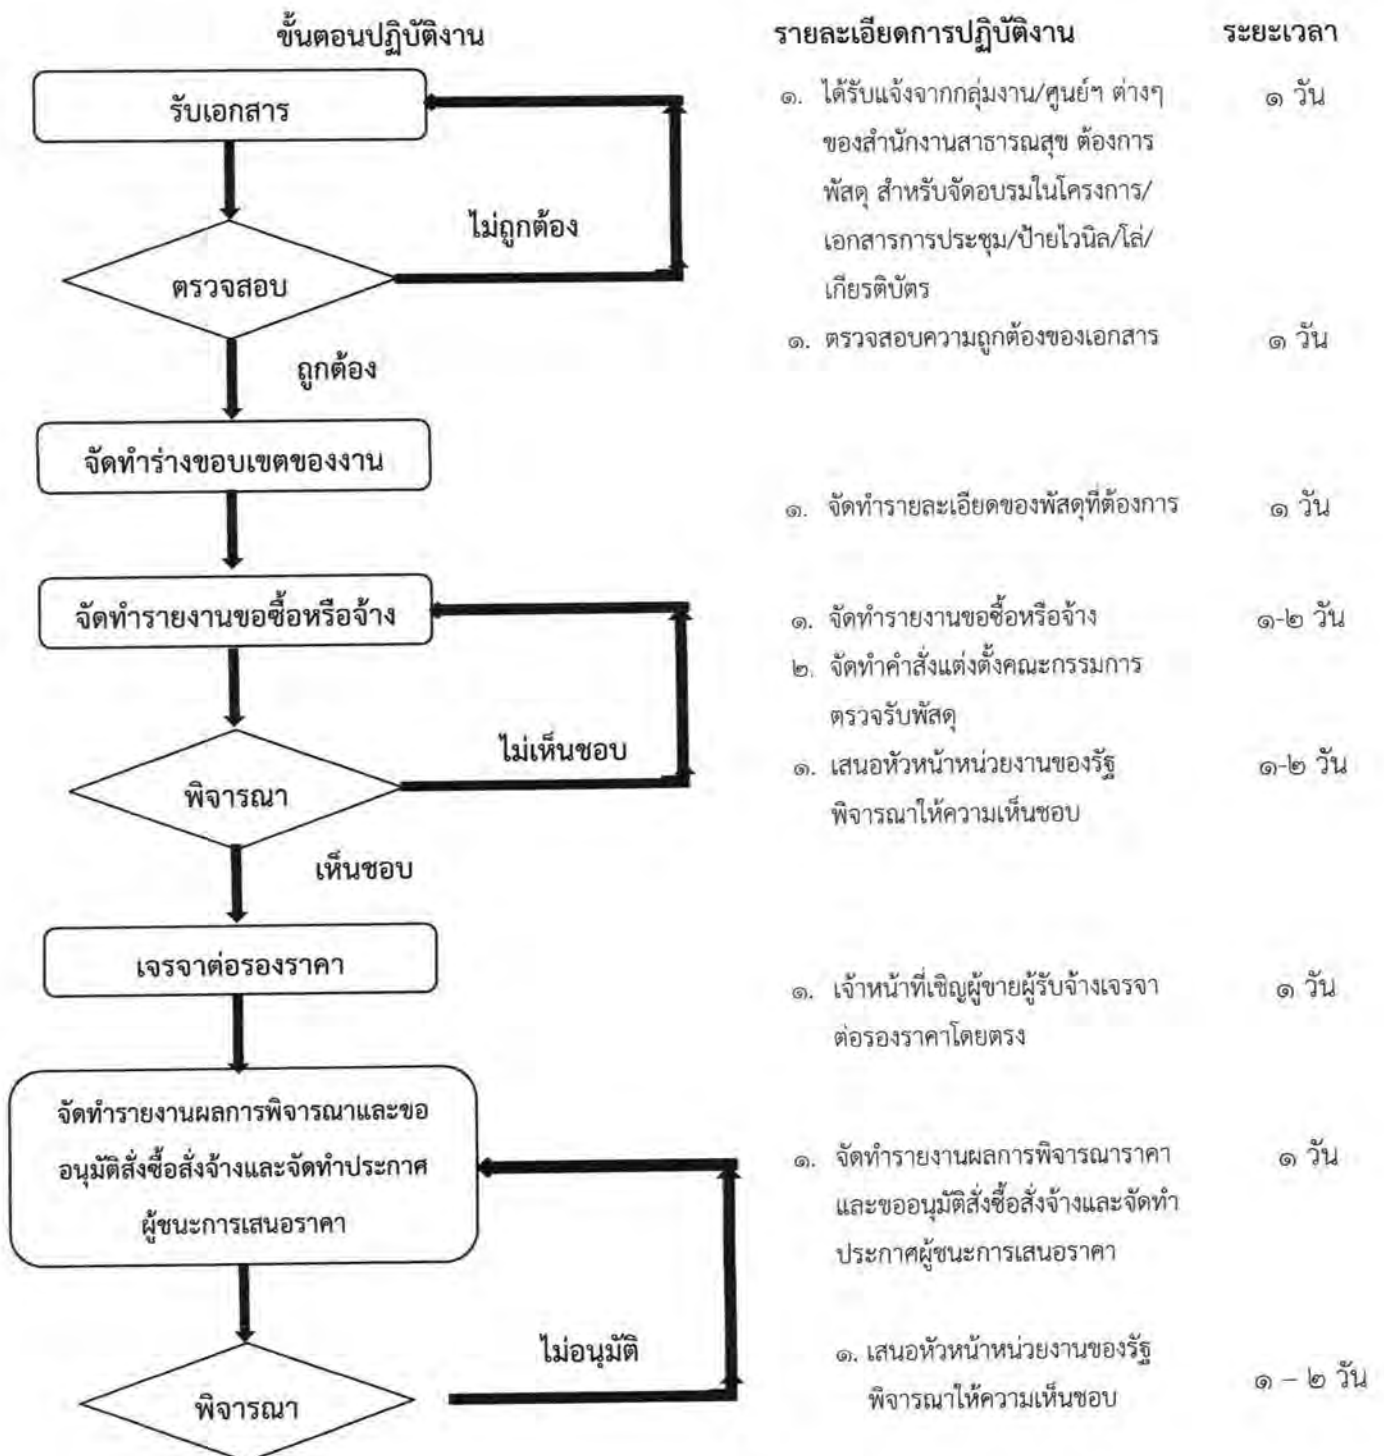 ขั้นตอนปฏิบัติงาน
รายละเอียดการปฏิบัติงาน
ระยะเวลา
รับเอกสาร
๑. ได้รับแจ้งจากกลุ่มงาน/ศูนย์ฯ ต่างๆ
๑ วัน
ของสำนักงานสาธารณสุข ต้องการ
พัสดุ สำหรับจัดอบรมในโครงการ/
เอกสารการประชุม/ป้ายไวนิล/โล่/
เกียรติบัตร
ไม่ถูกต้อง
ตรวจสอบ
๑. ตรวจสอบความถูกต้องของเอกสาร
๑ วัน
ถูกต้อง
จัดทำร่างขอบเขตของงาน
๑. จัดทำรายละเอียดของพัสดุที่ต้องการ
๑ วัน
จัดทำรายงานขอซื้อหรือจ้าง
๑. จัดทำรายงานขอซื้อหรือจ้าง
๑-๒ วัน
๒. จัดทำคำสั่งแต่งตั้งคณะกรรมการ
ตรวจรับพัสดุ
ไม่เห็นชอบ
พิจารณา
๑. เสนอหัวหน้าหน่วยงานของรัฐ
๑-๒ วัน
พิจารณาให้ความเห็นชอบ
เห็นชอบ
เจรจาต่อรองราคา
๑. เจ้าหน้าที่เชิญผู้ขายผู้รับจ้างเจรจา
๑ วัน
ต่อรองราคาโดยตรง
จัดทำรายงานผลการพิจารณาและขอ
อนุมัติสั่งซื้อสั่งจ้างและจัดทำประกาศ
ผู้ชนะการเสนอราคา
๑. จัดทำรายงานผลการพิจารณาราคา
๑ วัน
และขออนุมัติสั่งซื้อสั่งจ้างและจัดทำ
ประกาศผู้ชนะการเสนอราคา
ไม่อนุมัติ
พิจารณา
๑. เสนอหัวหน้าหน่วยงานของรัฐ
พิจารณาให้ความเห็นชอบ
๑ – ๒ วัน